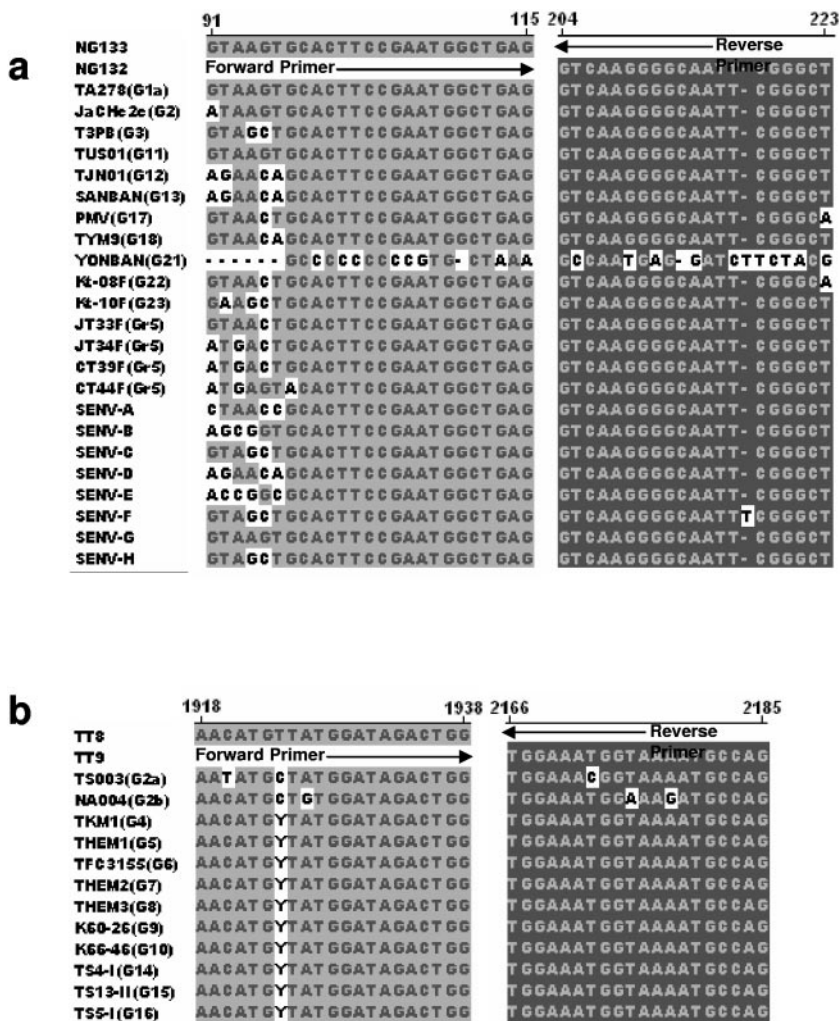 a
91 115 204 223
NG133 GTAAGTGCACTTCCGAATGGCTGAG Reverse
NG132 Forward Primer GTCAAGGGGCAAT Primer CGGGCT
TA278(G1a) GTAAGTGCACTTCCGAATGGCTGAG GTCAAGGGGCAATT-CGGGCT
JaCHe2e(G2) ATAAGTGCACTTCCGAATGGCTGAG GTCAAGGGGCAATT-CGGGCT
T3PB(G3) GTAGCTGCACTTCCGAATGGCTGAG GTCAAGGGGCAATT-CGGGCT
TUS01(G11) GTAAGTGCACTTCCGAATGGCTGAG GTCAAGGGGCAATT-CGGGCT
TJN01(G12) AGAACAGCACTTCCGAATGGCTGAG GTCAAGGGGCAATT-CGGGCT
SANBAN(G13) AGAACAGCACTTCCGAATGGCTGAG GTCAAGGGGCAATT-CGGGCT
PMV(G17) GTAACTGCACTTCCGAATGGCTGAG GTCAAGGGGCAATT-CGGGCA
TYM9(G18) GTAACAGCACTTCCGAATGGCTGAG GTCAAGGGGCAATT-CGGGCT
YONBAN(G21) ------GCCCCCCCCCGTG-CTAAA GCCAATGAG-GATCTTCTACG
Kt-08F(G22) GTAACTGCACTTCCGAATGGCTGAG GTCAAGGGGCAATT-CGGGCA
Kt-10F(G23) GAAGCTGCACTTCCGAATGGCTGAG GTCAAGGGGCAATT-CGGGCT
JT33F(Gr5) GTAACTGCACTTCCGAATGGCTGAG GTCAAGGGGCAATT-CGGGCT
JT34F(Gr5) ATGACTGCACTTCCGAATGGCTGAG GTCAAGGGGCAATT-CGGGCT
CT39F(Gr5) ATGACTGCACTTCCGAATGGCTGAG GTCAAGGGGCAATT-CGGGCT
CT44F(Gr5) ATGAGTACACTTCCGAATGGCTGAG GTCAAGGGGCAATT-CGGGCT
SENV-A CTAACCGCACTTCCGAATGGCTGAG GTCAAGGGGCAATT-CGGGCT
SENV-B AGCGGTGCACTTCCGAATGGCTGAG GTCAAGGGGCAATT-CGGGCT
SENV-C GTAGCTGCACTTCCGAATGGCTGAG GTCAAGGGGCAATT-CGGGCT
SENV-D AGAACAGCACTTCCGAATGGCTGAG GTCAAGGGGCAATT-CGGGCT
SENV-E ACCGGCGCACTTCCGAATGGCTGAG GTCAAGGGGCAATT-CGGGCT
SENV-F GTAGCTGCACTTCCGAATGGCTGAG GTCAAGGGGCAATTTCGGGCT
SENV-G GTAAGTGCACTTCCGAATGGCTGAG GTCAAGGGGCAATT-CGGGCT
SENV-H GTAGCTGCACTTCCGAATGGCTGAG GTCAAGGGGCAATT-CGGGCT
b
1918 1938 2166 2185
TT8 AACATGTTATGGATAGACTGG Reverse
TT9 Forward Primer TGGAAATGGTA Primer ATGCCAG
TS003(G2a) AATATGCTATGGATAGACTGG TGGAAACGGTAAAATGCCAG
NA004(G2b) AACATGCTGTGGATAGACTGG TGGAAATGGAAAGATGCCAG
TKM1(G4) AACATGYTATGGATAGACTGG TGGAAATGGTAAAATGCCAG
THEM1(G5) AACATGYTATGGATAGACTGG TGGAAATGGTAAAATGCCAG
TFC3155(G6) AACATGYTATGGATAGACTGG TGGAAATGGTAAAATGCCAG
THEM2(G7) AACATGYTATGGATAGACTGG TGGAAATGGTAAAATGCCAG
THEM3(G8) AACATGYTATGGATAGACTGG TGGAAATGGTAAAATGCCAG
K60-26(G9) AACATGYTATGGATAGACTGG TGGAAATGGTAAAATGCCAG
K66-46(G10) AACATGYTATGGATAGACTGG TGGAAATGGTAAAATGCCAG
TS4-I(G14) AACATGYTATGGATAGACTGG TGGAAATGGTAAAATGCCAG
TS13-II(G15) AACATGYTATGGATAGACTGG TGGAAATGGTAAAATGCCAG
TS5-I(G16) AACATGYTATGGATAGACTGG TGGAAATGGTAAAATGCCAG